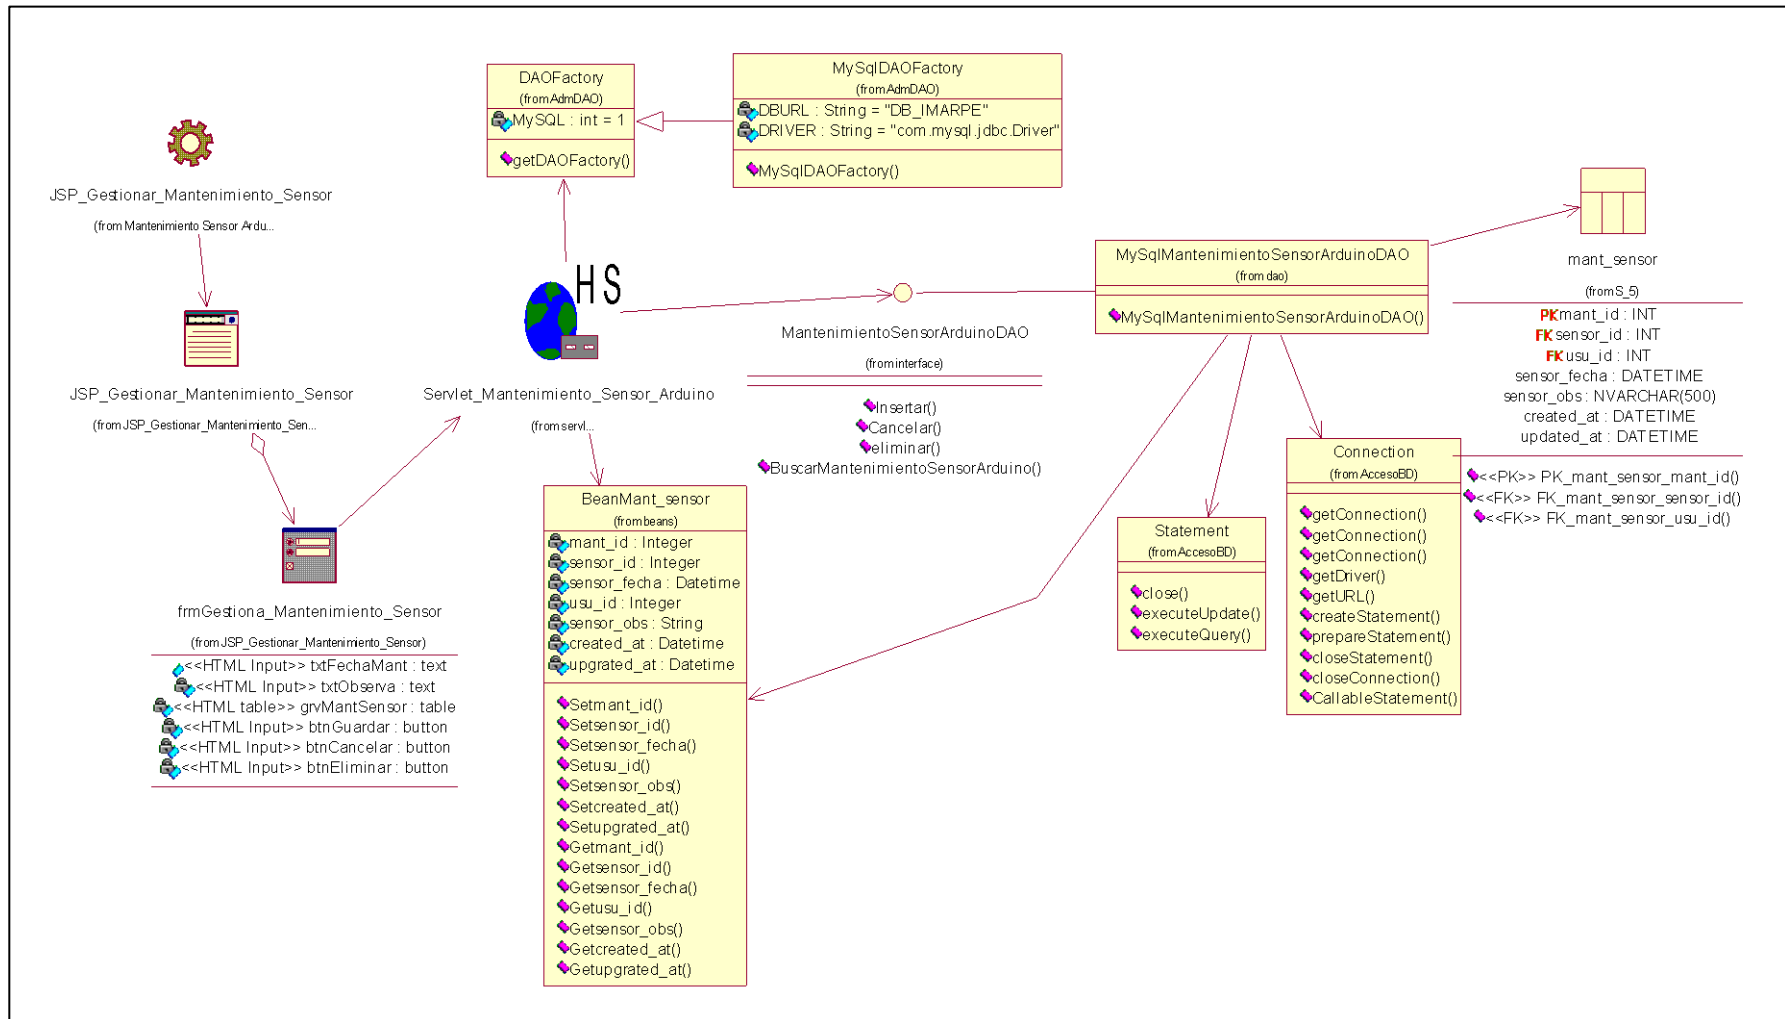 DAOFactory
(from AdmDAO)
MySQL : int = 1
getDAOFactory()
MySqlDAOFactory
(from AdmDAO)
DBURL : String = "DB_IMARPE"
DRIVER : String = "com.mysql.jdbc.Driver"
MySqlDAOFactory()
JSP_Gestionar_Mantenimiento_Sensor
(from Mantenimiento Sensor Ardu...
JSP_Gestionar_Mantenimiento_Sensor
(from JSP_Gestionar_Mantenimiento_Sen...
frmGestiona_Mantenimiento_Sensor
(from JSP_Gestionar_Mantenimiento_Sensor)
<<HTML Input>> txtFechaMant : text
<<HTML Input>> txtObserva : text
<<HTML table>> grvMantSensor : table
<<HTML Input>> btnGuardar : button
<<HTML Input>> btnCancelar : button
<<HTML Input>> btnEliminar : button
HS
Servlet_Mantenimiento_Sensor_Arduino
(from servl...
BeanMant_sensor
(from beans)
mant_id : Integer
sensor_id : Integer
sensor_fecha : Datetime
usu_id : Integer
sensor_obs : String
created_at : Datetime
upgrated_at : Datetime
Setmant_id()
Setsensor_id()
Setsensor_fecha()
Setusu_id()
Setsensor_obs()
Setcreated_at()
Setupgrated_at()
Getmant_id()
Getsensor_id()
Getsensor_fecha()
Getusu_id()
Getsensor_obs()
Getcreated_at()
Getupgrated_at()
MantenimientoSensorArduinoDAO
(from interface)
Insertar()
Cancelar()
eliminar()
BuscarMantenimientoSensorArduino()
MySqlMantenimientoSensorArduinoDAO
(from dao)
MySqlMantenimientoSensorArduinoDAO()
Statement
(from AccesoBD)
close()
executeUpdate()
executeQuery()
Connection
(from AccesoBD)
getConnection()
getConnection()
getConnection()
getDriver()
getURL()
createStatement()
prepareStatement()
closeStatement()
closeConnection()
CallableStatement()
mant_sensor
(from S_5)
PK mant_id : INT
FK sensor_id : INT
FK usu_id : INT
sensor_fecha : DATETIME
sensor_obs : NVARCHAR(500)
created_at : DATETIME
updated_at : DATETIME
<<PK>> PK_mant_sensor_mant_id()
<<FK>> FK_mant_sensor_sensor_id()
<<FK>> FK_mant_sensor_usu_id()